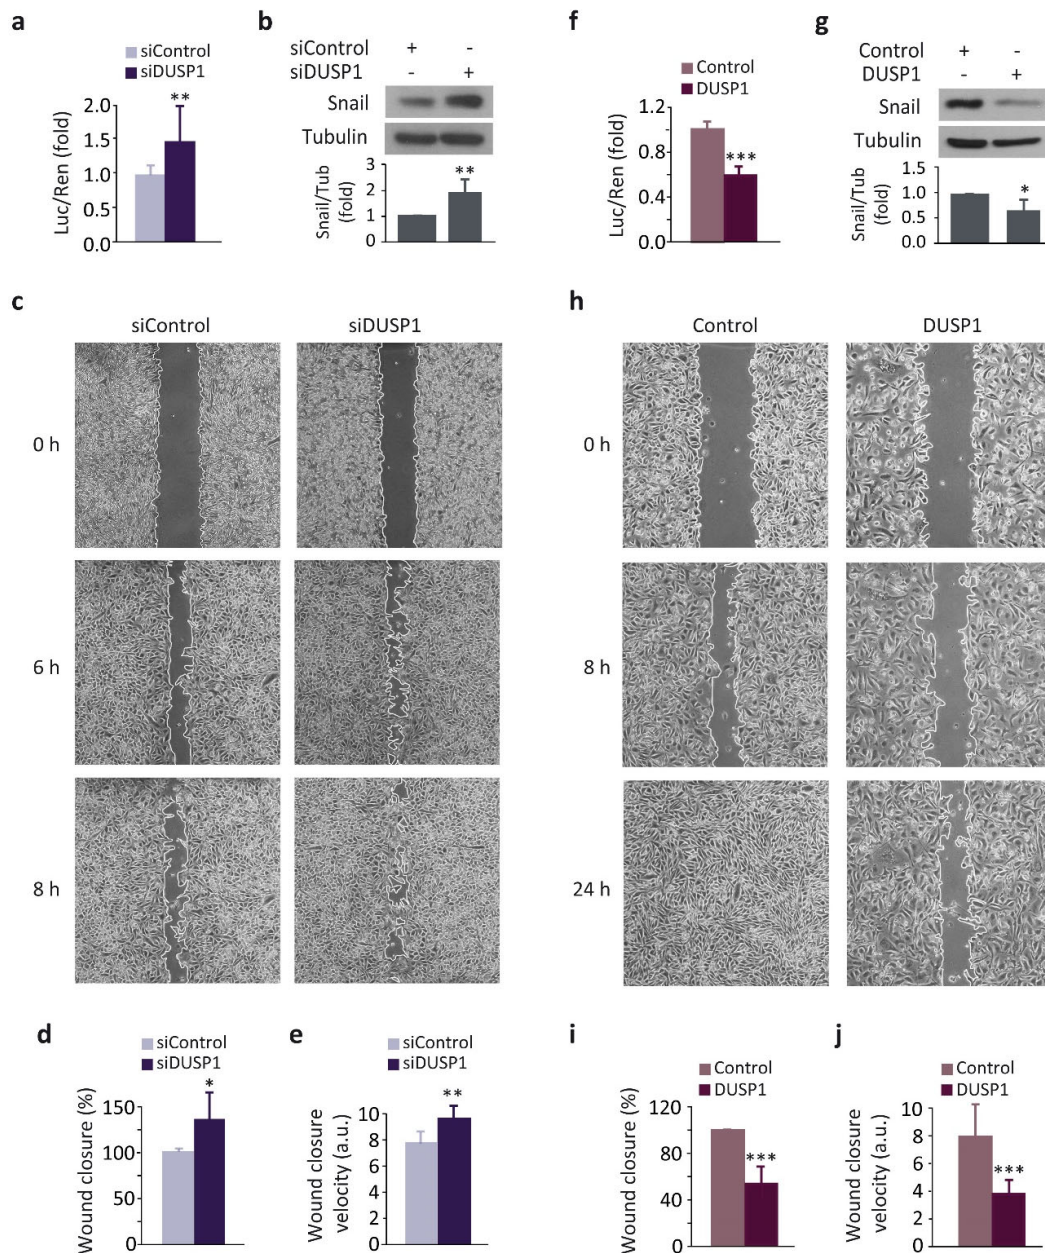 a
siControl
siDUSP1
**
Luc/Ren (fold)
2.0
1.5
1.0
0.5
0.0
b
siControl + -
siDUSP1 - +
Snail
Tubulin
Snail/Tub
(fold)
3
2
1
0
**
f
Control
DUSP1
Luc/Ren (fold)
1.2
0.8
0.4
0.0
***
g
Control + -
DUSP1 - +
Snail
Tubulin
Snail/Tub
(fold)
1.5
1.0
0.5
0.0
*
c
siControl siDUSP1
0 h
6 h
8 h
h
Control DUSP1
0 h
8 h
24 h
d
siControl
siDUSP1
*
Wound closure (%)
150
100
50
0
e
siControl
siDUSP1
**
Wound closure
velocity (a.u.)
10
8
6
4
2
0
i
Control
DUSP1
Wound closure (%)
120
80
40
0
***
j
Control
DUSP1
Wound closure
velocity (a.u.)
10
8
6
4
2
0
***